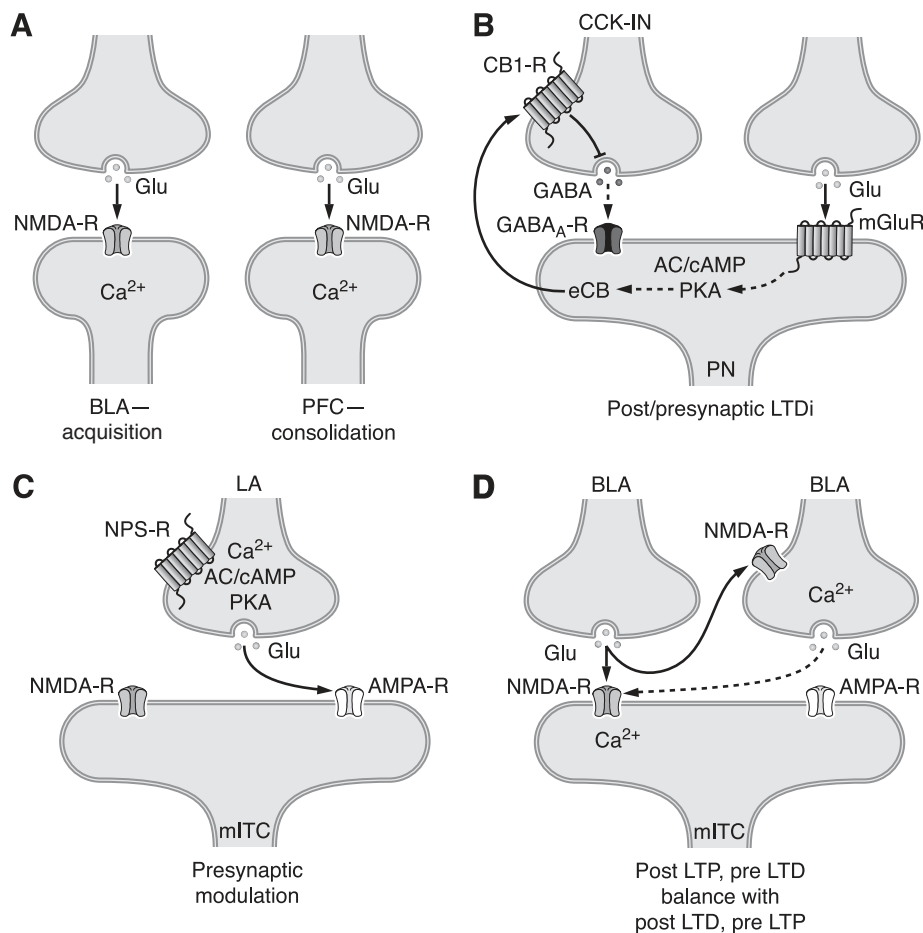 A
Glu
NMDA-R
Ca2+
BLA—
acquisition
Glu
NMDA-R
Ca2+
PFC—
consolidation
B
CCK-IN
CB1-R
GABA
GABAA-R
Glu
mGluR
AC/cAMP
PKA
eCB
PN
Post/presynaptic LTDi
C
LA
NPS-R
Ca2+
AC/cAMP
PKA
Glu
NMDA-R
AMPA-R
mITC
Presynaptic
modulation
D
BLA
BLA
NMDA-R
Ca2+
Glu
Glu
NMDA-R
AMPA-R
Ca2+
mITC
Post LTP, pre LTD
balance with
post LTD, pre LTP